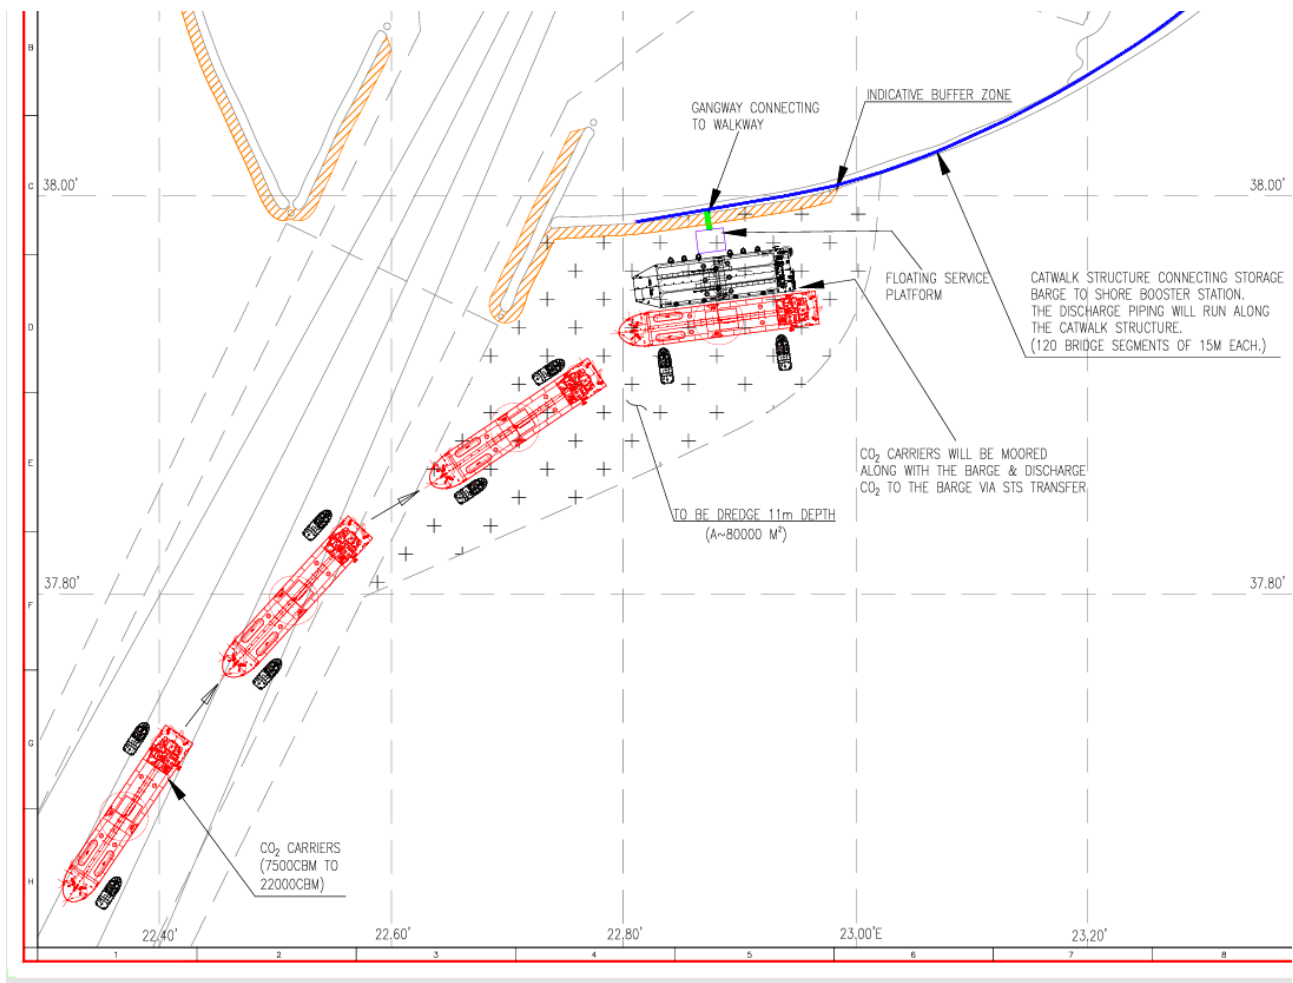 B
GANGWAY CONNECTING
TO WALKWAY
INDICATIVE BUFFER ZONE
C
38.00'
38.00'
FLOATING SERVICE
PLATFORM
CATWALK STRUCTURE CONNECTING STORAGE
BARGE TO SHORE BOOSTER STATION.
THE DISCHARGE PIPING WILL RUN ALONG
THE CATWALK STRUCTURE.
(120 BRIDGE SEGMENTS OF 15M EACH.)
D
E
CO₂ CARRIERS WILL BE MOORED
ALONG WITH THE BARGE & DISCHARGE
CO₂ TO THE BARGE VIA STS TRANSFER
TO BE DREDGE 11m DEPTH
(A~80000 M²)
37.80'
37.80'
F
G
CO₂ CARRIERS
(7500CBM TO
22000CBM)
H
22.40'
22.60'
22.80'
23.00'E
23.20'
1
2
3
4
5
6
7
8